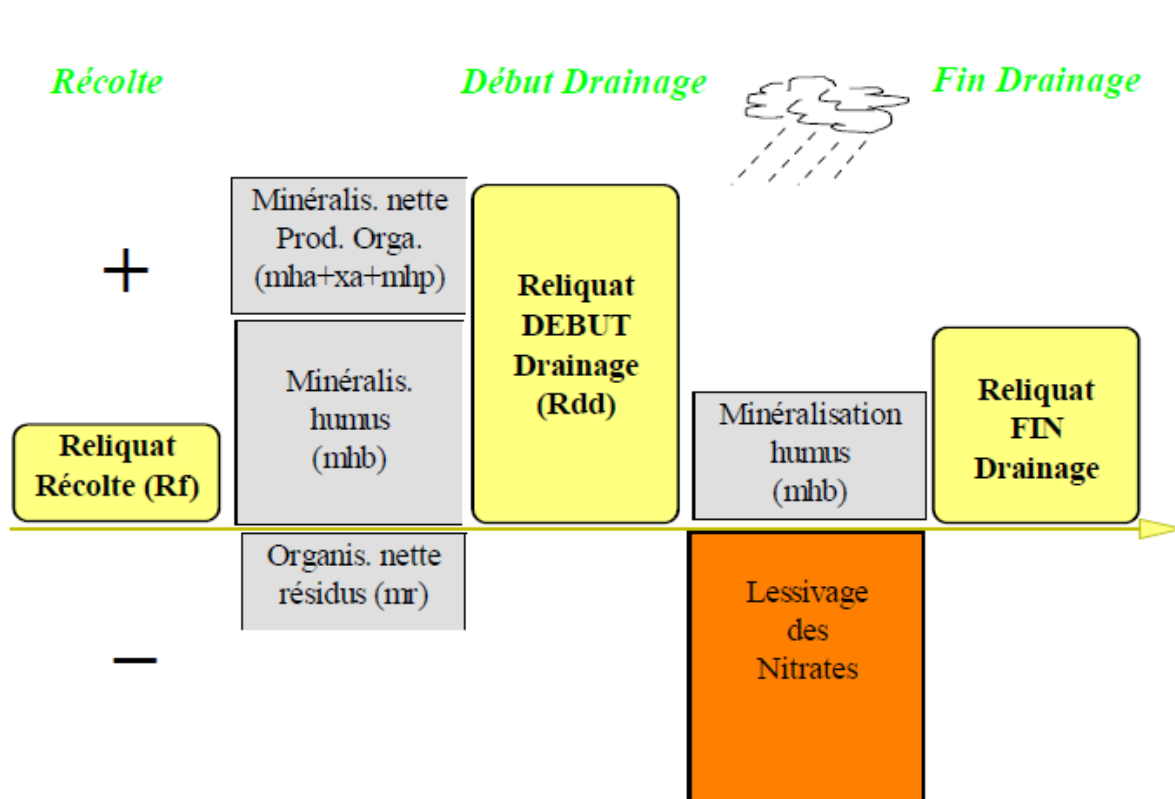 Récolte
Début Drainage
Fin Drainage
+
Minéralis. nette
Prod. Orga.
(mha+xa+mhp)
Minéralis.
humus
(mhb)
Reliquat
Récolte (Rf)
Organis. nette
résidus (mr)
–
Reliquat
DEBUT
Drainage
(Rdd)
Minéralisation
humus
(mhb)
Lessivage
des
Nitrates
Reliquat
FIN
Drainage